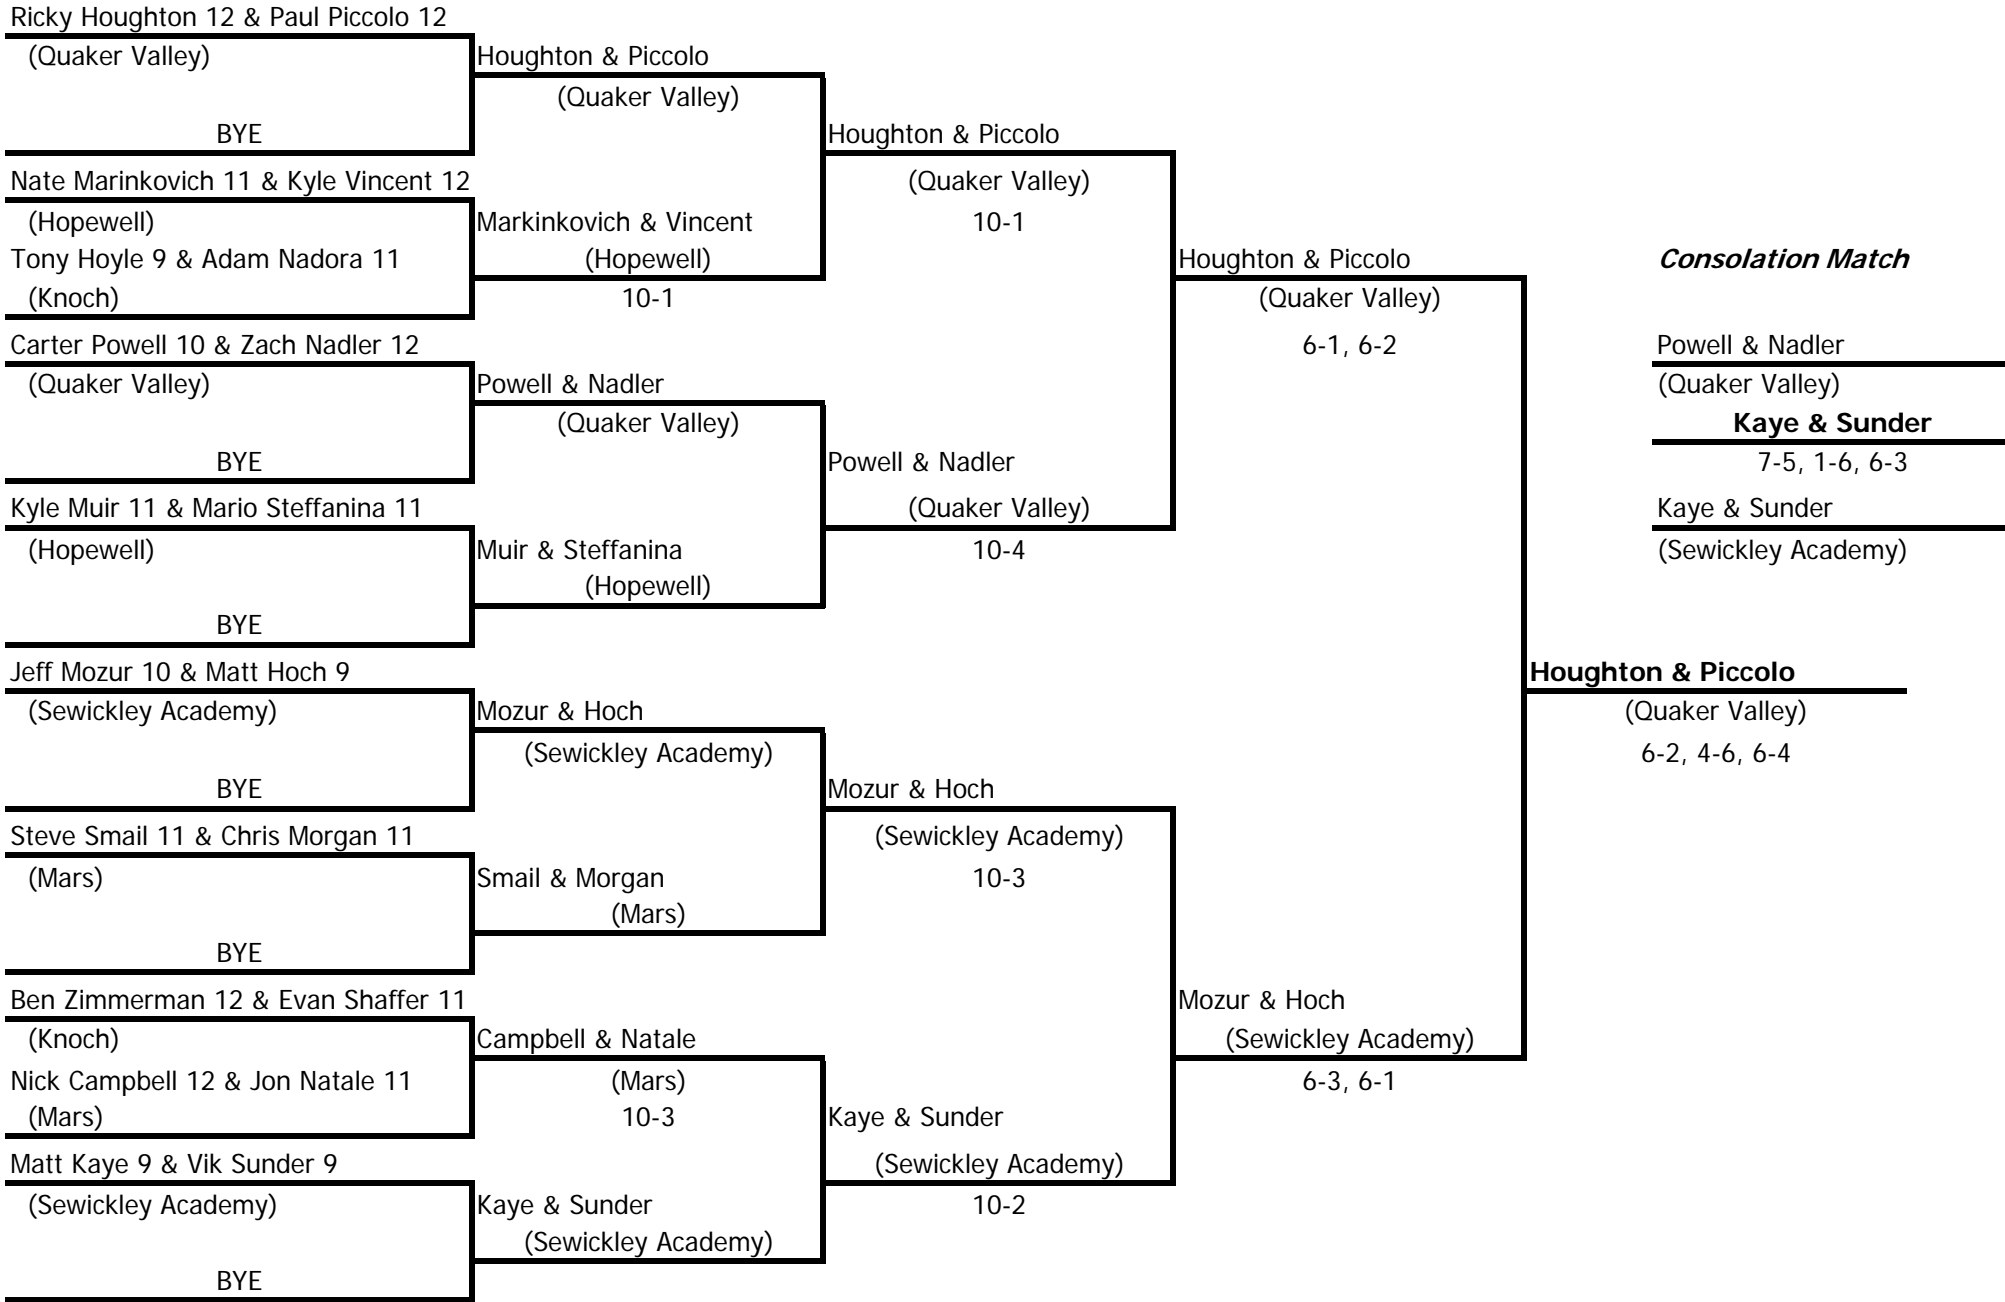 Ricky Houghton 12 & Paul Piccolo 12
(Quaker Valley)
BYE
Nate Marinkovich 11 & Kyle Vincent 12
(Hopewell)
Tony Hoyle 9 & Adam Nadora 11
(Knoch)
Carter Powell 10 & Zach Nadler 12
(Quaker Valley)
BYE
Kyle Muir 11 & Mario Steffanina 11
(Hopewell)
BYE
Jeff Mozur 10 & Matt Hoch 9
(Sewickley Academy)
BYE
Steve Smail 11 & Chris Morgan 11
(Mars)
BYE
Ben Zimmerman 12 & Evan Shaffer 11
(Knoch)
Nick Campbell 12 & Jon Natale 11
(Mars)
Matt Kaye 9 & Vik Sunder 9
(Sewickley Academy)
BYE
Houghton & Piccolo
(Quaker Valley)
Markinkovich & Vincent
(Hopewell)
10-1
Powell & Nadler
(Quaker Valley)
Muir & Steffanina
(Hopewell)
Mozur & Hoch
(Sewickley Academy)
Smail & Morgan
(Mars)
Campbell & Natale
(Mars)
10-3
Kaye & Sunder
(Sewickley Academy)
Houghton & Piccolo
(Quaker Valley)
10-1
Powell & Nadler
(Quaker Valley)
10-4
Mozur & Hoch
(Sewickley Academy)
10-3
Kaye & Sunder
(Sewickley Academy)
10-2
Houghton & Piccolo
(Quaker Valley)
6-1, 6-2
Mozur & Hoch
(Sewickley Academy)
6-3, 6-1
Houghton & Piccolo
(Quaker Valley)
6-2, 4-6, 6-4
Consolation Match
Powell & Nadler
(Quaker Valley)
Kaye & Sunder
7-5, 1-6, 6-3
Kaye & Sunder
(Sewickley Academy)